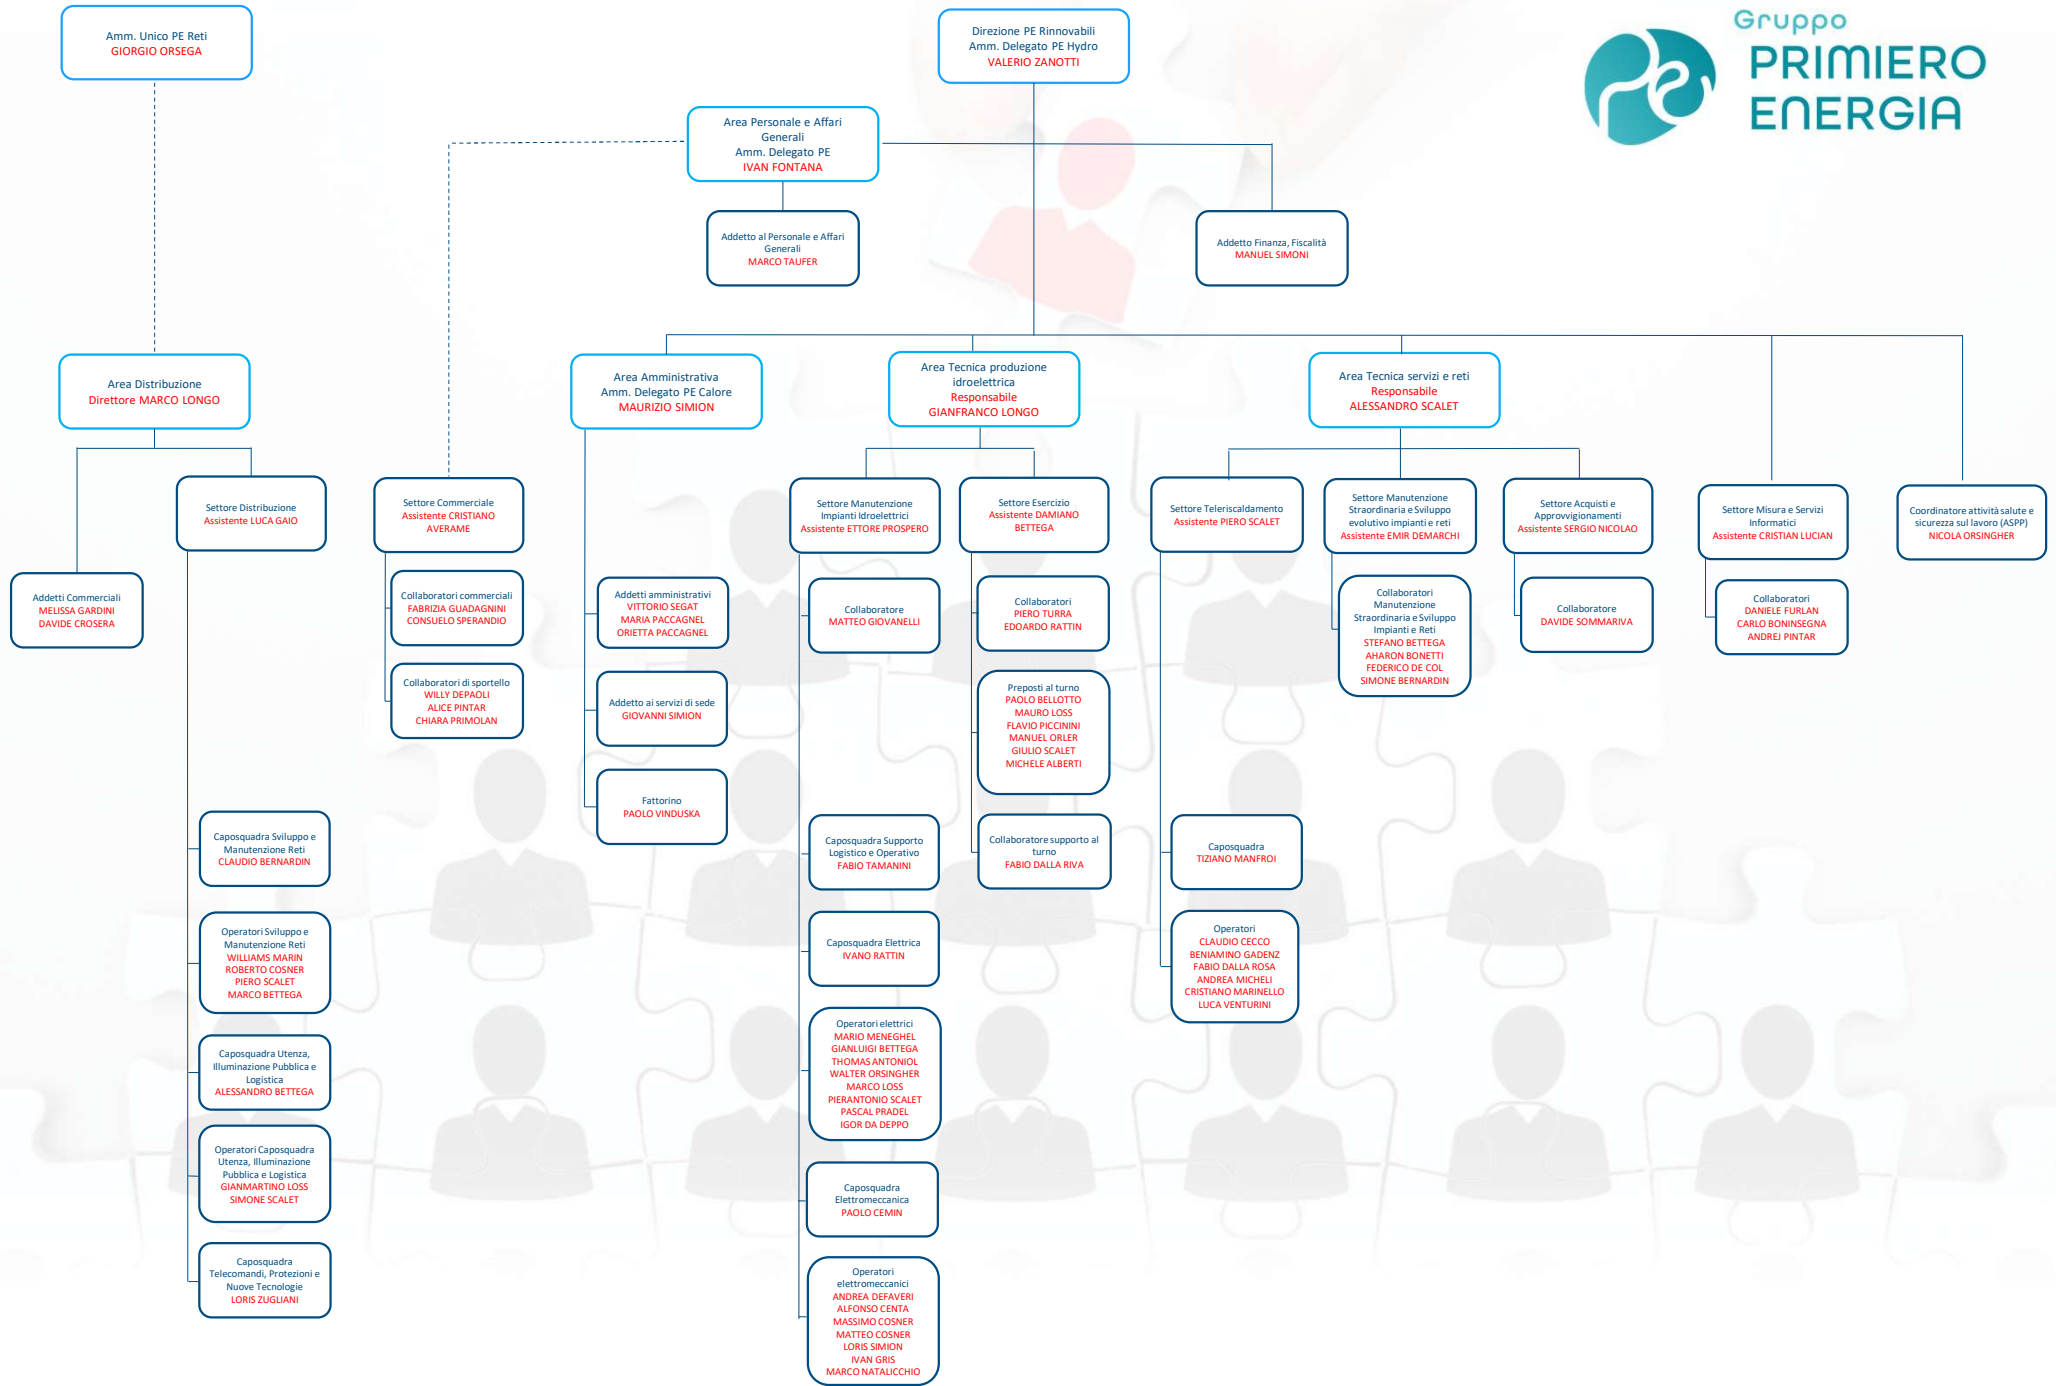 Amm. Unico PE Reti
GIORGIO ORSEGA
Direzione PE Rinnovabili
Amm. Delegato PE Hydro
VALERIO ZANOTTI
Gruppo
PRIMIERO
ENERGIA
Area Personale e Affari
Generali
Amm. Delegato PE
IVAN FONTANA
Addetto al Personale e Affari
Generali
MARCO TAUFER
Addetto Finanza, Fiscalità
MANUEL SIMONI
Area Distribuzione
Direttore MARCO LONGO
Area Amministrativa
Amm. Delegato PE Calore
MAURIZIO SIMION
Area Tecnica produzione
idroelettrica
Responsabile
GIANFRANCO LONGO
Area Tecnica servizi e reti
Responsabile
ALESSANDRO SCALET
Settore Distribuzione
Assistente LUCA GAIO
Settore Commerciale
Assistente CRISTIANO
AVERAME
Settore Manutenzione
Impianti Idroelettrici
Assistente ETTORE PROSPERO
Settore Esercizio
Assistente DAMIANO
BETTEGA
Settore Teleriscaldamento
Assistente PIERO SCALET
Settore Manutenzione
Straordinaria e Sviluppo
evolutivo impianti e reti
Assistente EMIR DEMARCHI
Settore Acquisti e
Approvvigionamenti
Assistente SERGIO NICOLAO
Settore Misura e Servizi
Informatici
Assistente CRISTIAN LUCIAN
Coordinatore attività salute e
sicurezza sul lavoro (ASPP)
NICOLA ORSINGHER
Addetti Commerciali
MELISSA GARDINI
DAVIDE CROSERA
Collaboratori commerciali
FABRIZIA GUADAGNINI
CONSUELO SPERANDIO
Collaboratori di sportello
WILLY DEPAOLI
ALICE PINTAR
CHIARA PRIMOLAN
Addetti amministrativi
VITTORIO SEGAT
MARIA PACCAGNEL
ORIETTA PACCAGNEL
Addetto ai servizi di sede
GIOVANNI SIMION
Fattorino
PAOLO VINDUSKA
Collaboratore
MATTEO GIOVANELLI
Collaboratori
PIERO TURRA
EDOARDO RATTIN
Preposti al turno
PAOLO BELLOTTO
MAURO LOSS
FLAVIO PICCININI
MANUEL ORLER
GIULIO SCALET
MICHELE ALBERTI
Collaboratore supporto al
turno
FABIO DALLA RIVA
Collaboratori
Manutenzione
Straordinaria e Sviluppo
Impianti e Reti
STEFANO BETTEGA
AHARON BONETTI
FEDERICO DE COL
SIMONE BERNARDIN
Collaboratore
DAVIDE SOMMARIVA
Collaboratori
DANIELE FURLAN
CARLO BONINSEGNA
ANDREJ PINTAR
Caposquadra Sviluppo e
Manutenzione Reti
CLAUDIO BERNARDIN
Operatori Sviluppo e
Manutenzione Reti
WILLIAMS MARIN
ROBERTO COSNER
PIERO SCALET
MARCO BETTEGA
Caposquadra Utenza,
Illuminazione Pubblica e
Logistica
ALESSANDRO BETTEGA
Operatori Caposquadra
Utenza, Illuminazione
Pubblica e Logistica
GIANMARTINO LOSS
SIMONE SCALET
Caposquadra
Telecomandi, Protezioni e
Nuove Tecnologie
LORIS ZUGLIANI
Caposquadra Supporto
Logistico e Operativo
FABIO TAMANINI
Caposquadra Elettrica
IVANO RATTIN
Operatori elettrici
MARIO MENEGHEL
GIANLUIGI BETTEGA
THOMAS ANTONIOL
WALTER ORSINGHER
MARCO LOSS
PIERANTONIO SCALET
PASCAL PRADEL
IGOR DA DEPPO
Caposquadra
Elettromeccanica
PAOLO CEMIN
Operatori
elettromeccanici
ANDREA DEFAVERI
ALFONSO CENTA
MASSIMO COSNER
MATTEO COSNER
LORIS SIMION
IVAN GRIS
MARCO NATALICCHIO
Caposquadra
TIZIANO MANFROI
Operatori
CLAUDIO CECCO
BENIAMINO GADENZ
FABIO DALLA ROSA
ANDREA MICHELI
CRISTIANO MARINELLO
LUCA VENTURINI